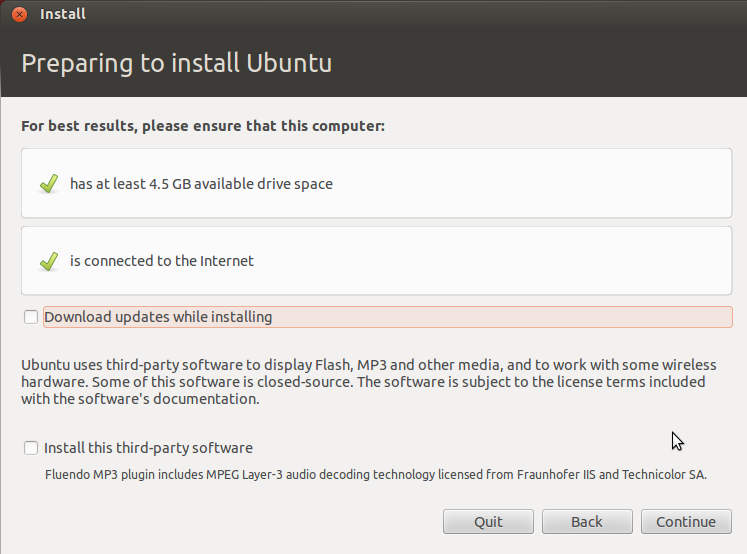 Install
Preparing to install Ubuntu
For best results, please ensure that this computer:
has at least 4.5 GB available drive space
is connected to the Internet
Download updates while installing
Ubuntu uses third-party software to display Flash, MP3 and other media, and to work with some wireless
hardware. Some of this software is closed-source. The software is subject to the license terms included
with the software's documentation.
Install this third-party software
Fluendo MP3 plugin includes MPEG Layer-3 audio decoding technology licensed from Fraunhofer IIS and Technicolor SA.
Quit Back Continue